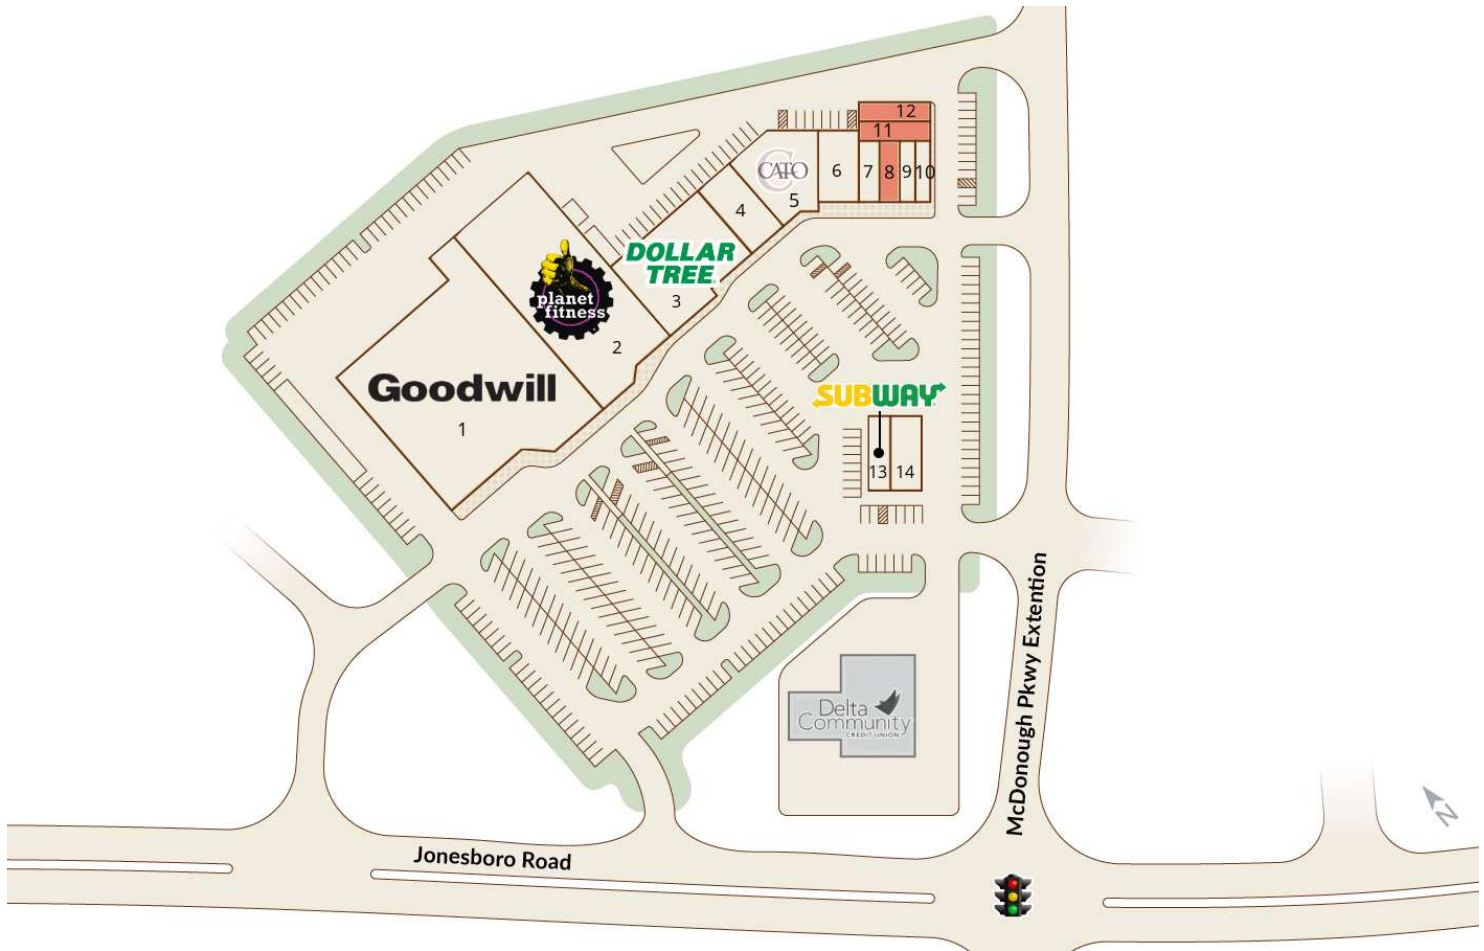 12
11
CATO
6
7
8
9
10
5
4
DOLLAR
TREE
3
planet
fitness
2
Goodwill
1
SUBWAY
13
14
McDonough Pkwy Extention
Delta
Community
CREDIT UNION
N
Jonesboro Road